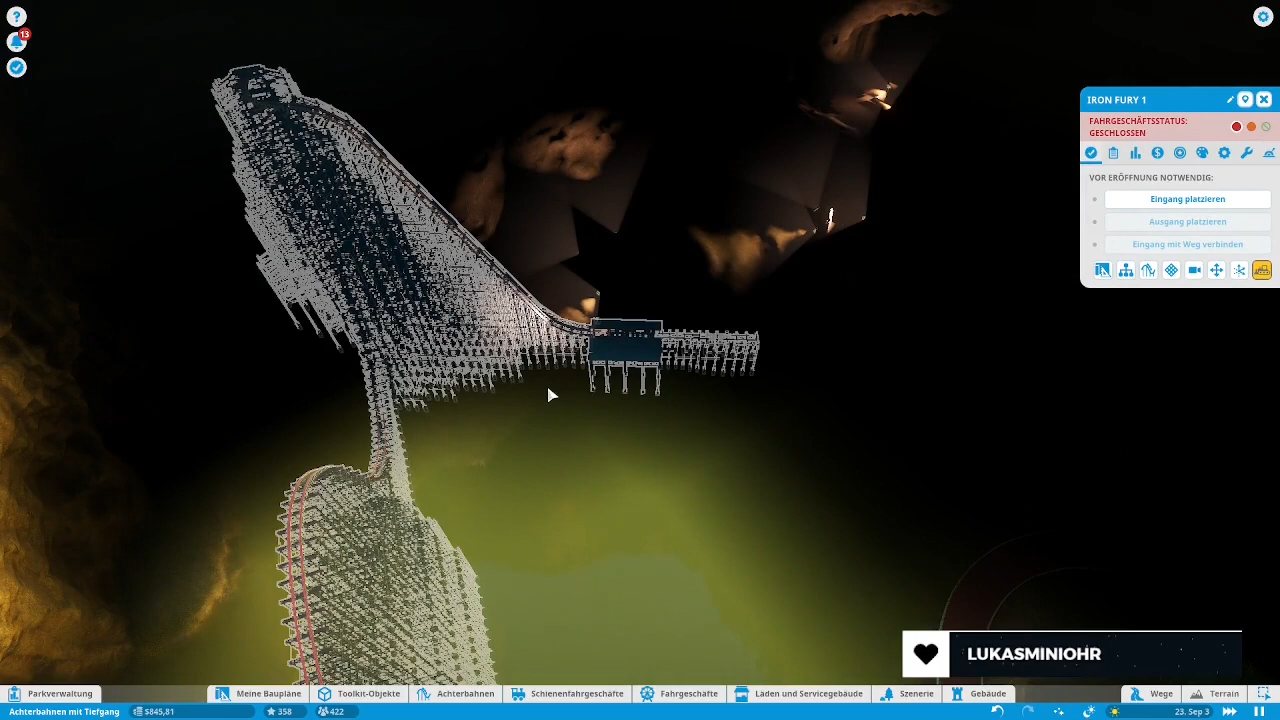 ?
13
IRON FURY 1
FAHRGESCHÄFTSSTATUS:
GESCHLOSSEN
VOR ERÖFFNUNG NOTWENDIG:
Eingang platzieren
Ausgang platzieren
Eingang mit Weg verbinden
LUKASMINIOHR
Parkverwaltung
Meine Baupläne
Toolkit-Objekte
Achterbahnen
Schienenfahrgeschäfte
Fahrgeschäfte
Läden und Servicegebäude
Szenerie
Gebäude
Wege
Terrain
Achterbahnen mit Tiefgang
$845,81
358
422
23. Sep 3